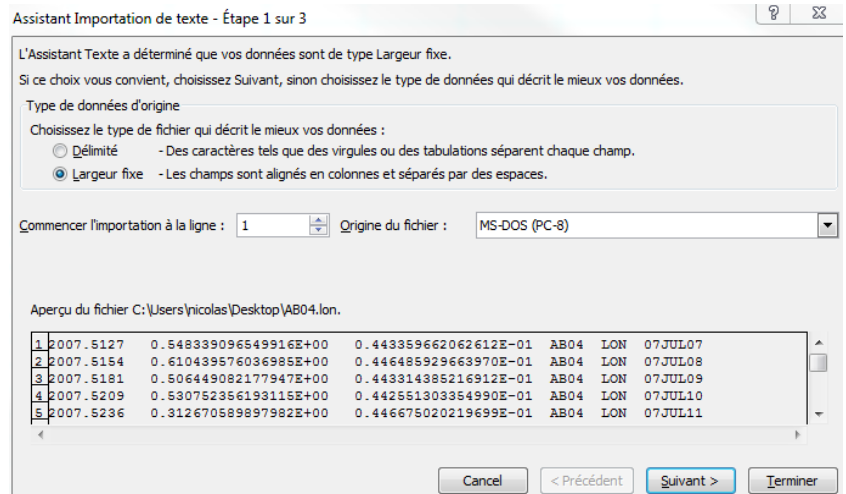 Assistant Importation de texte - Étape 1 sur 3
L'Assistant Texte a déterminé que vos données sont de type Largeur fixe.
Si ce choix vous convient, choisissez Suivant, sinon choisissez le type de données qui décrit le mieux vos données.
Type de données d'origine
Choisissez le type de fichier qui décrit le mieux vos données :
Délimité - Des caractères tels que des virgules ou des tabulations séparent chaque champ.
Largeur fixe - Les champs sont alignés en colonnes et séparés par des espaces.
Commencer l'importation à la ligne : 1 Origine du fichier : MS-DOS (PC-8)
Aperçu du fichier C:\Users\nicolas\Desktop\AB04.lon.
1 2007.5127 0.548339096549916E+00 0.443359662062612E-01 AB04 LON 07JUL07
2 2007.5154 0.610439576036985E+00 0.446485929663970E-01 AB04 LON 07JUL08
3 2007.5181 0.506449082177947E+00 0.443314385216912E-01 AB04 LON 07JUL09
4 2007.5209 0.530752356193115E+00 0.442551303354990E-01 AB04 LON 07JUL10
5 2007.5236 0.312670589897982E+00 0.446675020219699E-01 AB04 LON 07JUL11
Cancel < Précédent Suivant > Terminer